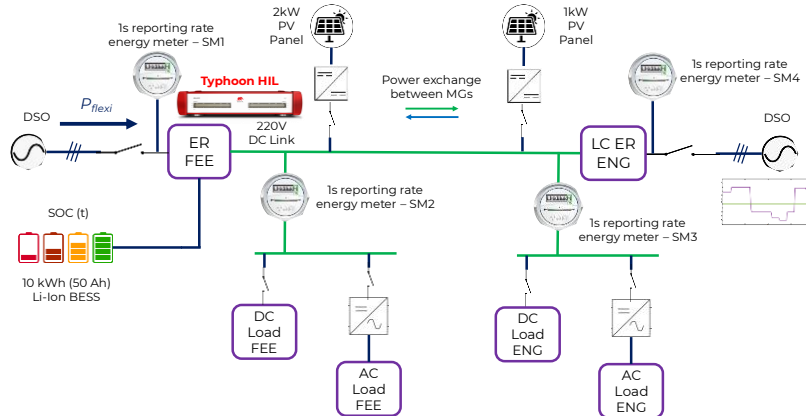 1s reporting rate
energy meter – SM1
2kW
PV
Panel
1kW
PV
Panel
1s reporting rate
energy meter – SM4
Typhoon HIL
Power exchange
between MGs
DSO
P flexi
220V
DC Link
DSO
ER
FEE
LC ER
ENG
1s reporting rate
energy meter – SM2
1s reporting rate
energy meter – SM3
SOC (t)
10 kWh (50 Ah)
Li-Ion BESS
DC
Load
FEE
AC
Load
FEE
DC
Load
ENG
AC
Load
ENG